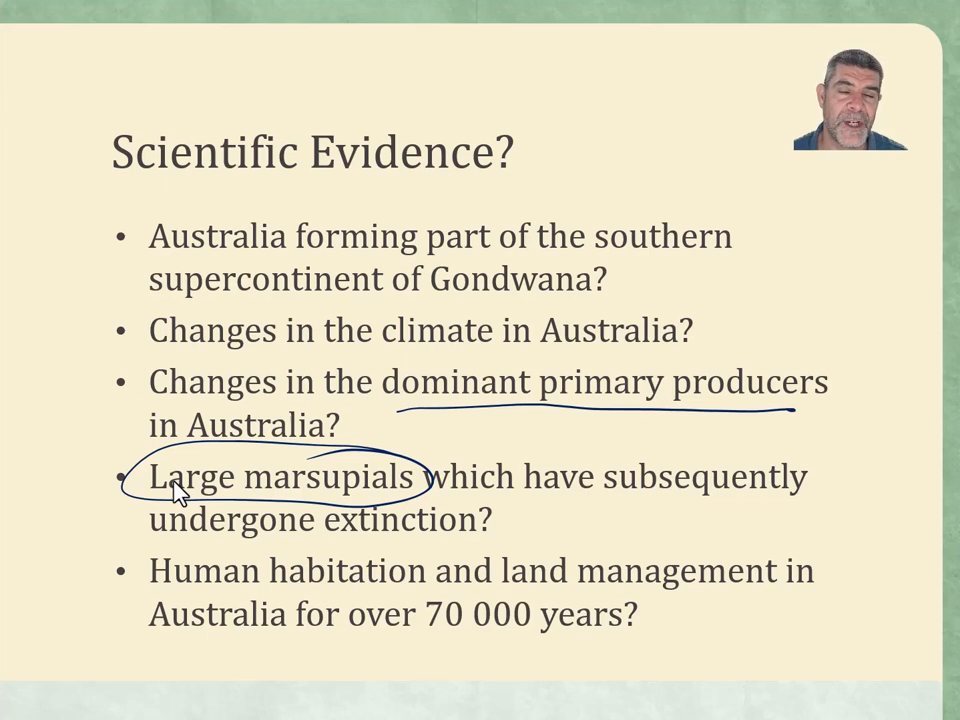 Scientific Evidence?
• Australia forming part of the southern
supercontinent of Gondwana?
• Changes in the climate in Australia?
• Changes in the dominant primary producers
in Australia?
• Large marsupials which have subsequently
undergone extinction?
• Human habitation and land management in
Australia for over 70 000 years?